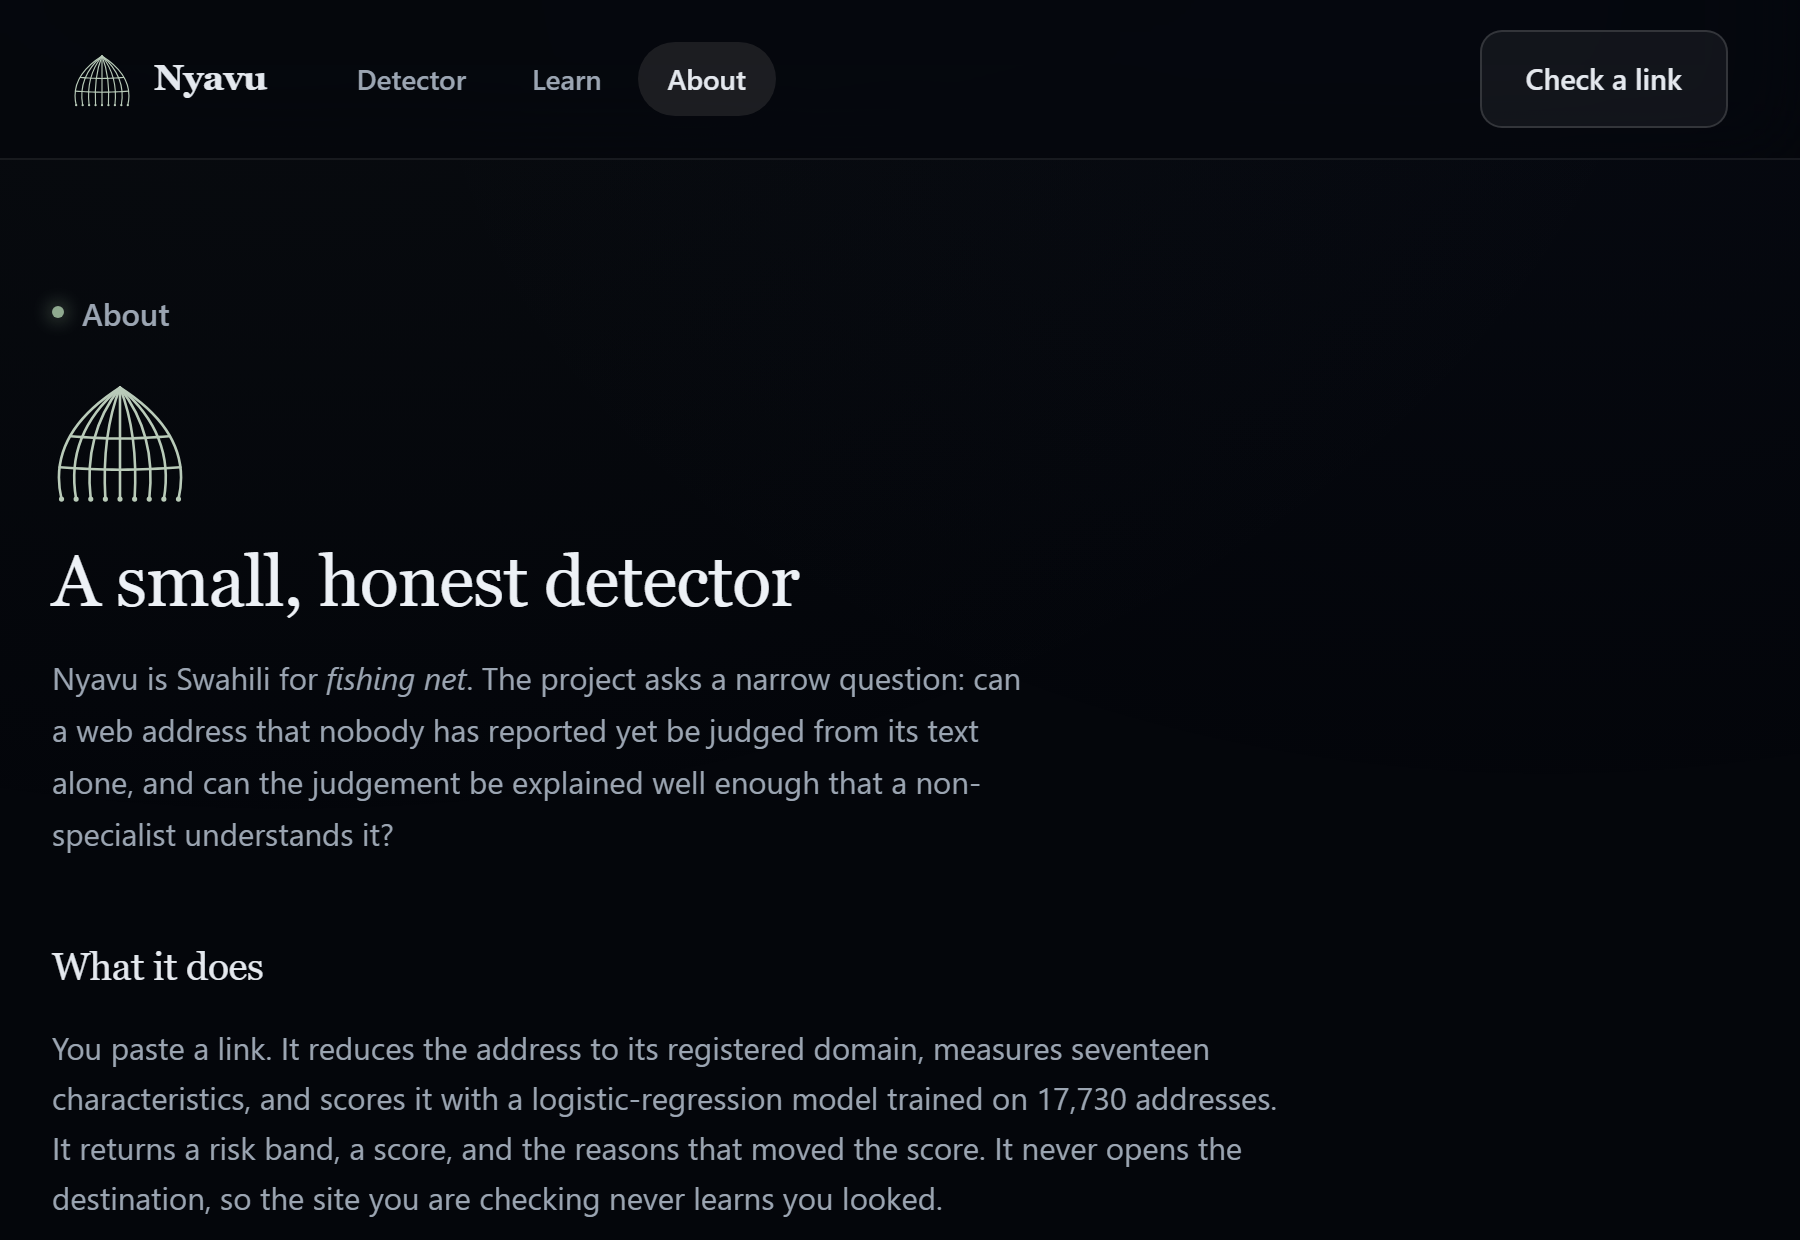 Nyavu
Detector
Learn
About
Check a link
About
A small, honest detector
Nyavu is Swahili for fishing net. The project asks a narrow question: can
a web address that nobody has reported yet be judged from its text
alone, and can the judgement be explained well enough that a non-
specialist understands it?
What it does
You paste a link. It reduces the address to its registered domain, measures seventeen
characteristics, and scores it with a logistic-regression model trained on 17,730 addresses.
It returns a risk band, a score, and the reasons that moved the score. It never opens the
destination, so the site you are checking never learns you looked.